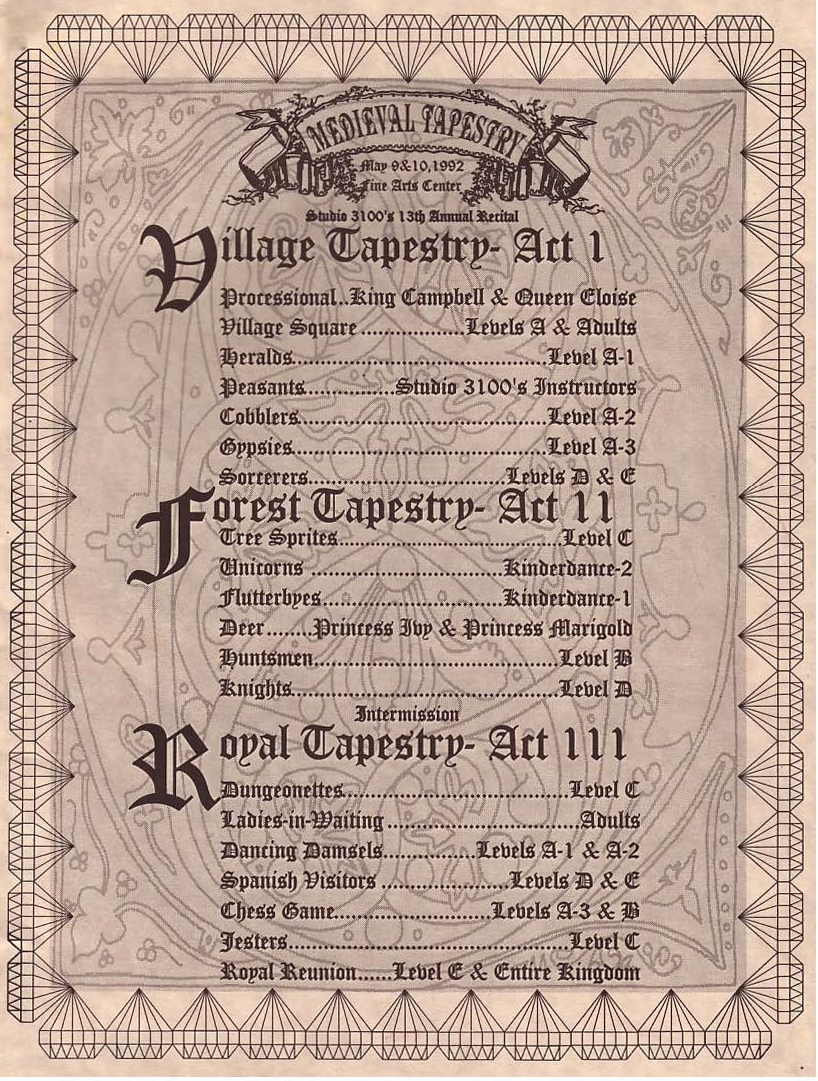 MEDIEVAL TAPESTRY
May 9&10,1992
Fine Arts Center
Studio 3100's 13th Annual Recital
Village Tapestry- Act I
Processional..King Campbell & Queen Eloise
Village Square..................Levels A & Adults
Heralds............................................Level A-1
Peasants...............Studio 3100's Instructors
Cobblers...........................................Level A-2
Gypsies............................................Level A-3
Sorcerers..................................Levels D & E
Forest Tapestry- Act II
Tree Sprites.......................................Level C
Unicorns .................................Kinderdance-2
Flutterbyes...............................Kinderdance-1
Deer........Princess Ivy & Princess Marigold
Huntsmen..........................................Level B
Knights..............................................Level D
Intermission
Royal Tapestry- Act III
Dungeonettes.......................................Level C
Ladies-in-Waiting .................................Adults
Dancing Damsels................Levels A-1 & A-2
Spanish Visitors ......................Levels D & E
Chess Game...........................Levels A-3 & B
Jesters................................................Level C
Royal Reunion......Level E & Entire Kingdom